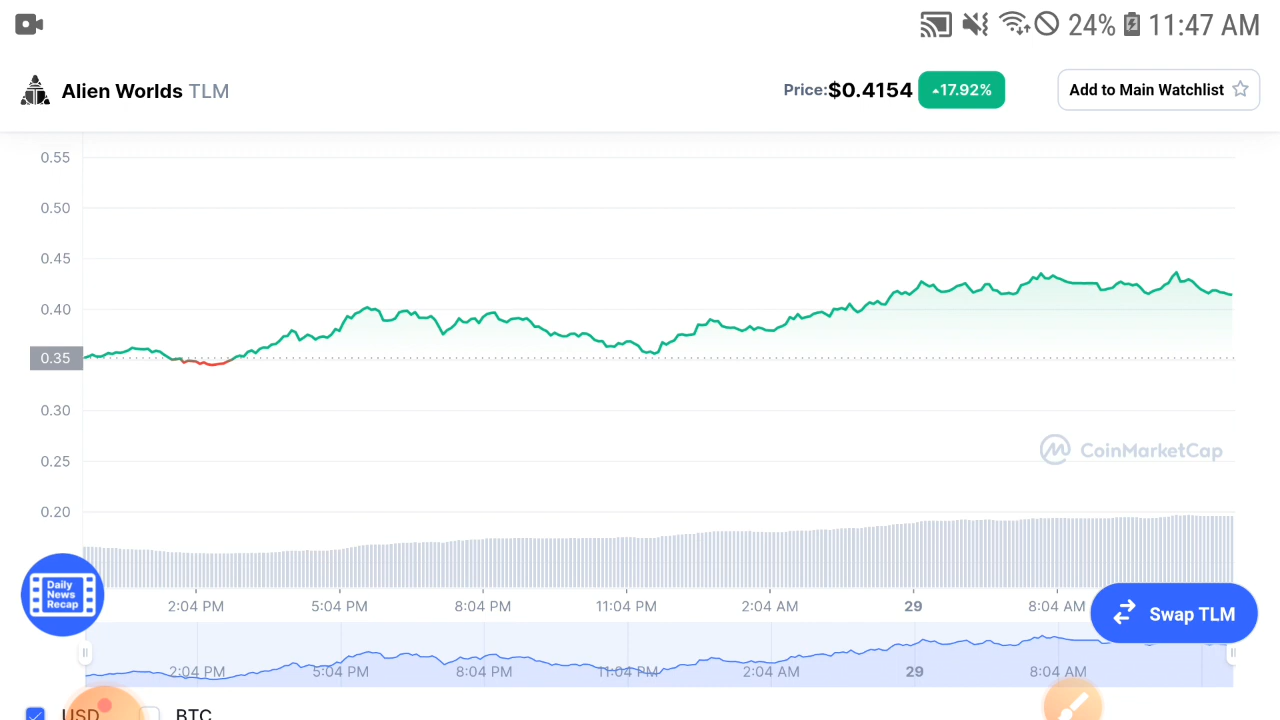 24% 11:47 AM
Alien Worlds TLM
Price: $0.4154 17.92%
Add to Main Watchlist
0.55
0.50
0.45
0.40
0.35
0.30
0.25
0.20
CoinMarketCap
Daily
News
Recap
2:04 PM 5:04 PM 8:04 PM 11:04 PM 2:04 AM 29 8:04 AM
Swap TLM
2:04 PM 5:04 PM 8:04 PM 11:04 PM 2:04 AM 29 8:04 AM
USD BTC